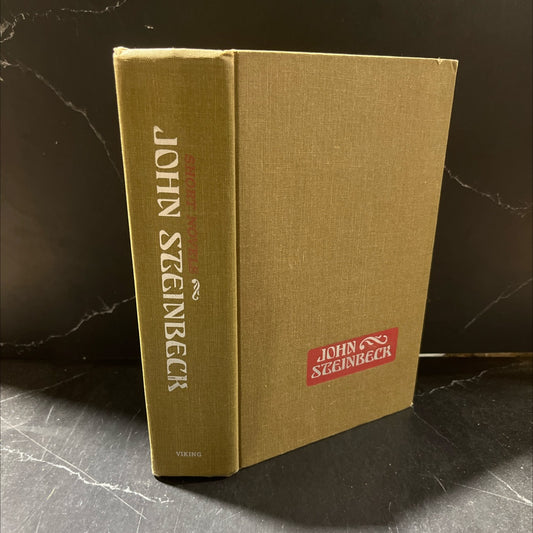 SHORT NOVELS
JOHN STEINBECK
VIKING
JOHN
STEINBECK